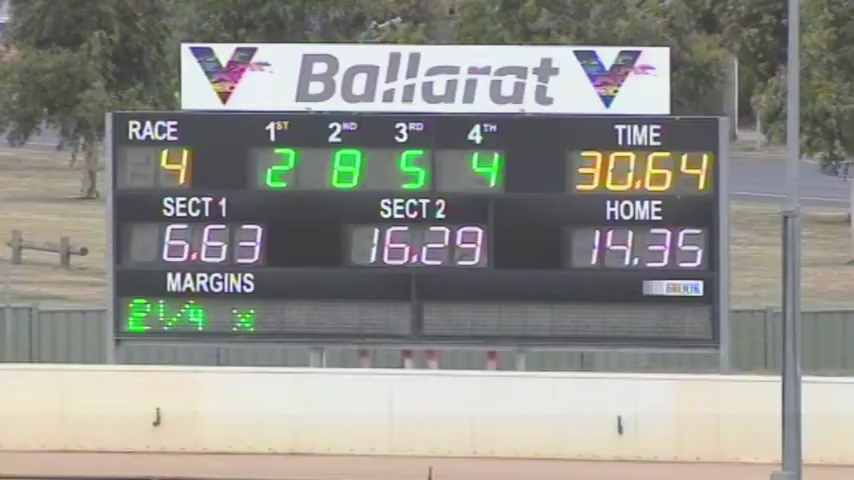 V Ballarat V
RACE 1ST 2ND 3RD 4TH TIME
4 2 8 5 4 30.64
SECT 1 SECT 2 HOME
6.63 16.29 14.35
MARGINS
2 1/4 x